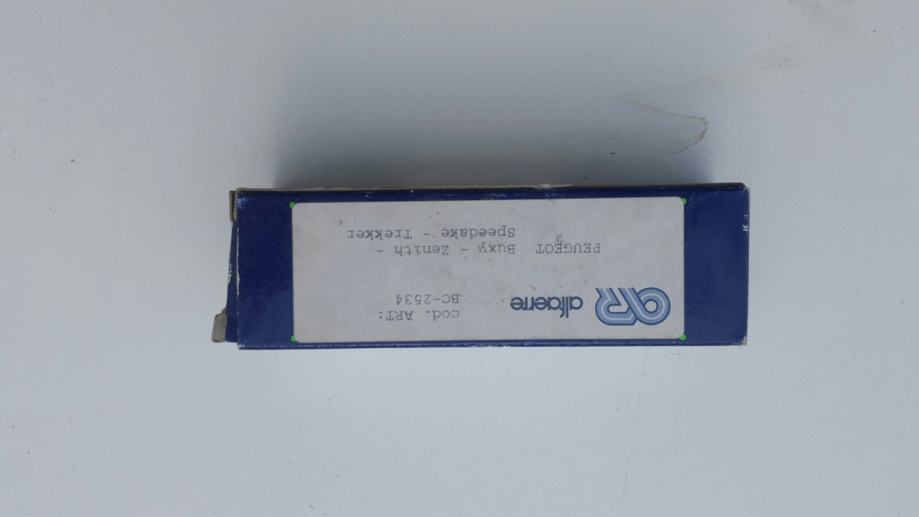 alfaerre
cod. ART:
BC-2534
PEUGEOT Buxy - Zenith -
Speedake - Trekker